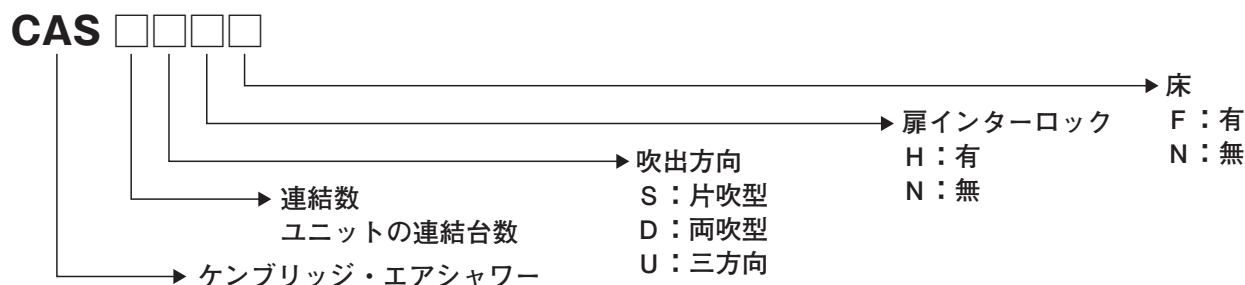 CAS □□□□
床
F：有
N：無
扉インターロック
H：有
N：無
吹出方向
S：片吹型
D：両吹型
U：三方向
連結数
ユニットの連結台数
ケンブリッジ・エアシャワー